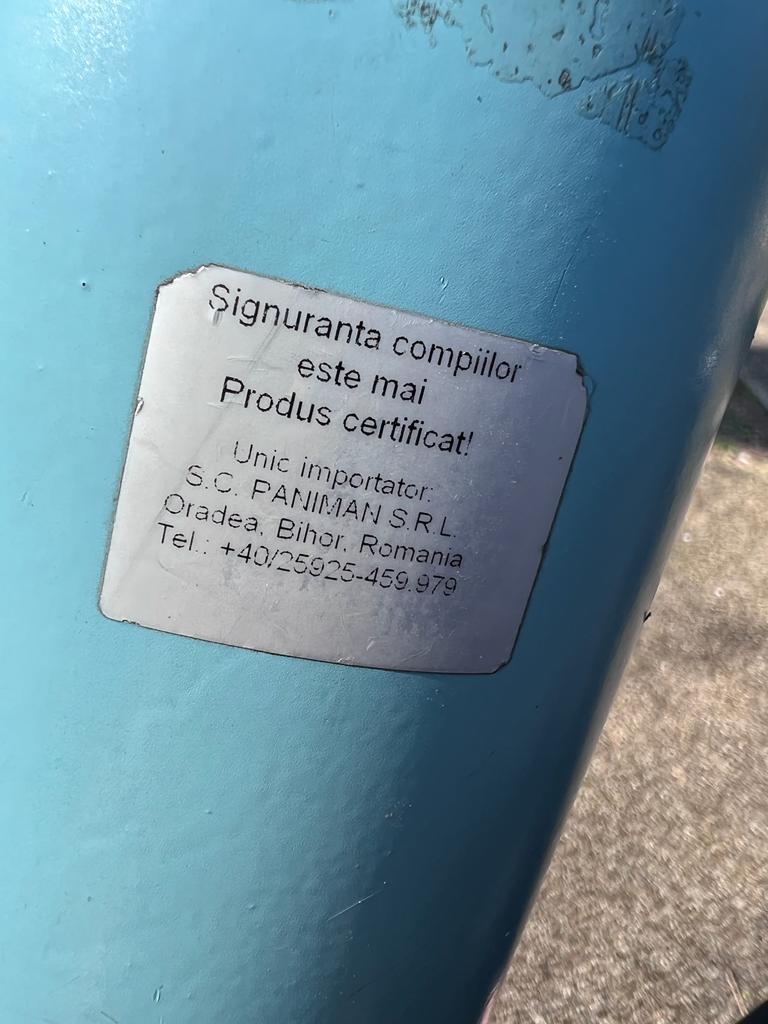 Signuranta compiilor
este mai
Produs certificat!
Unic importator:
S.C. PANIMAN S.R.L.
Oradea, Bihor, Romania
Tel.: +40/25925-459.979